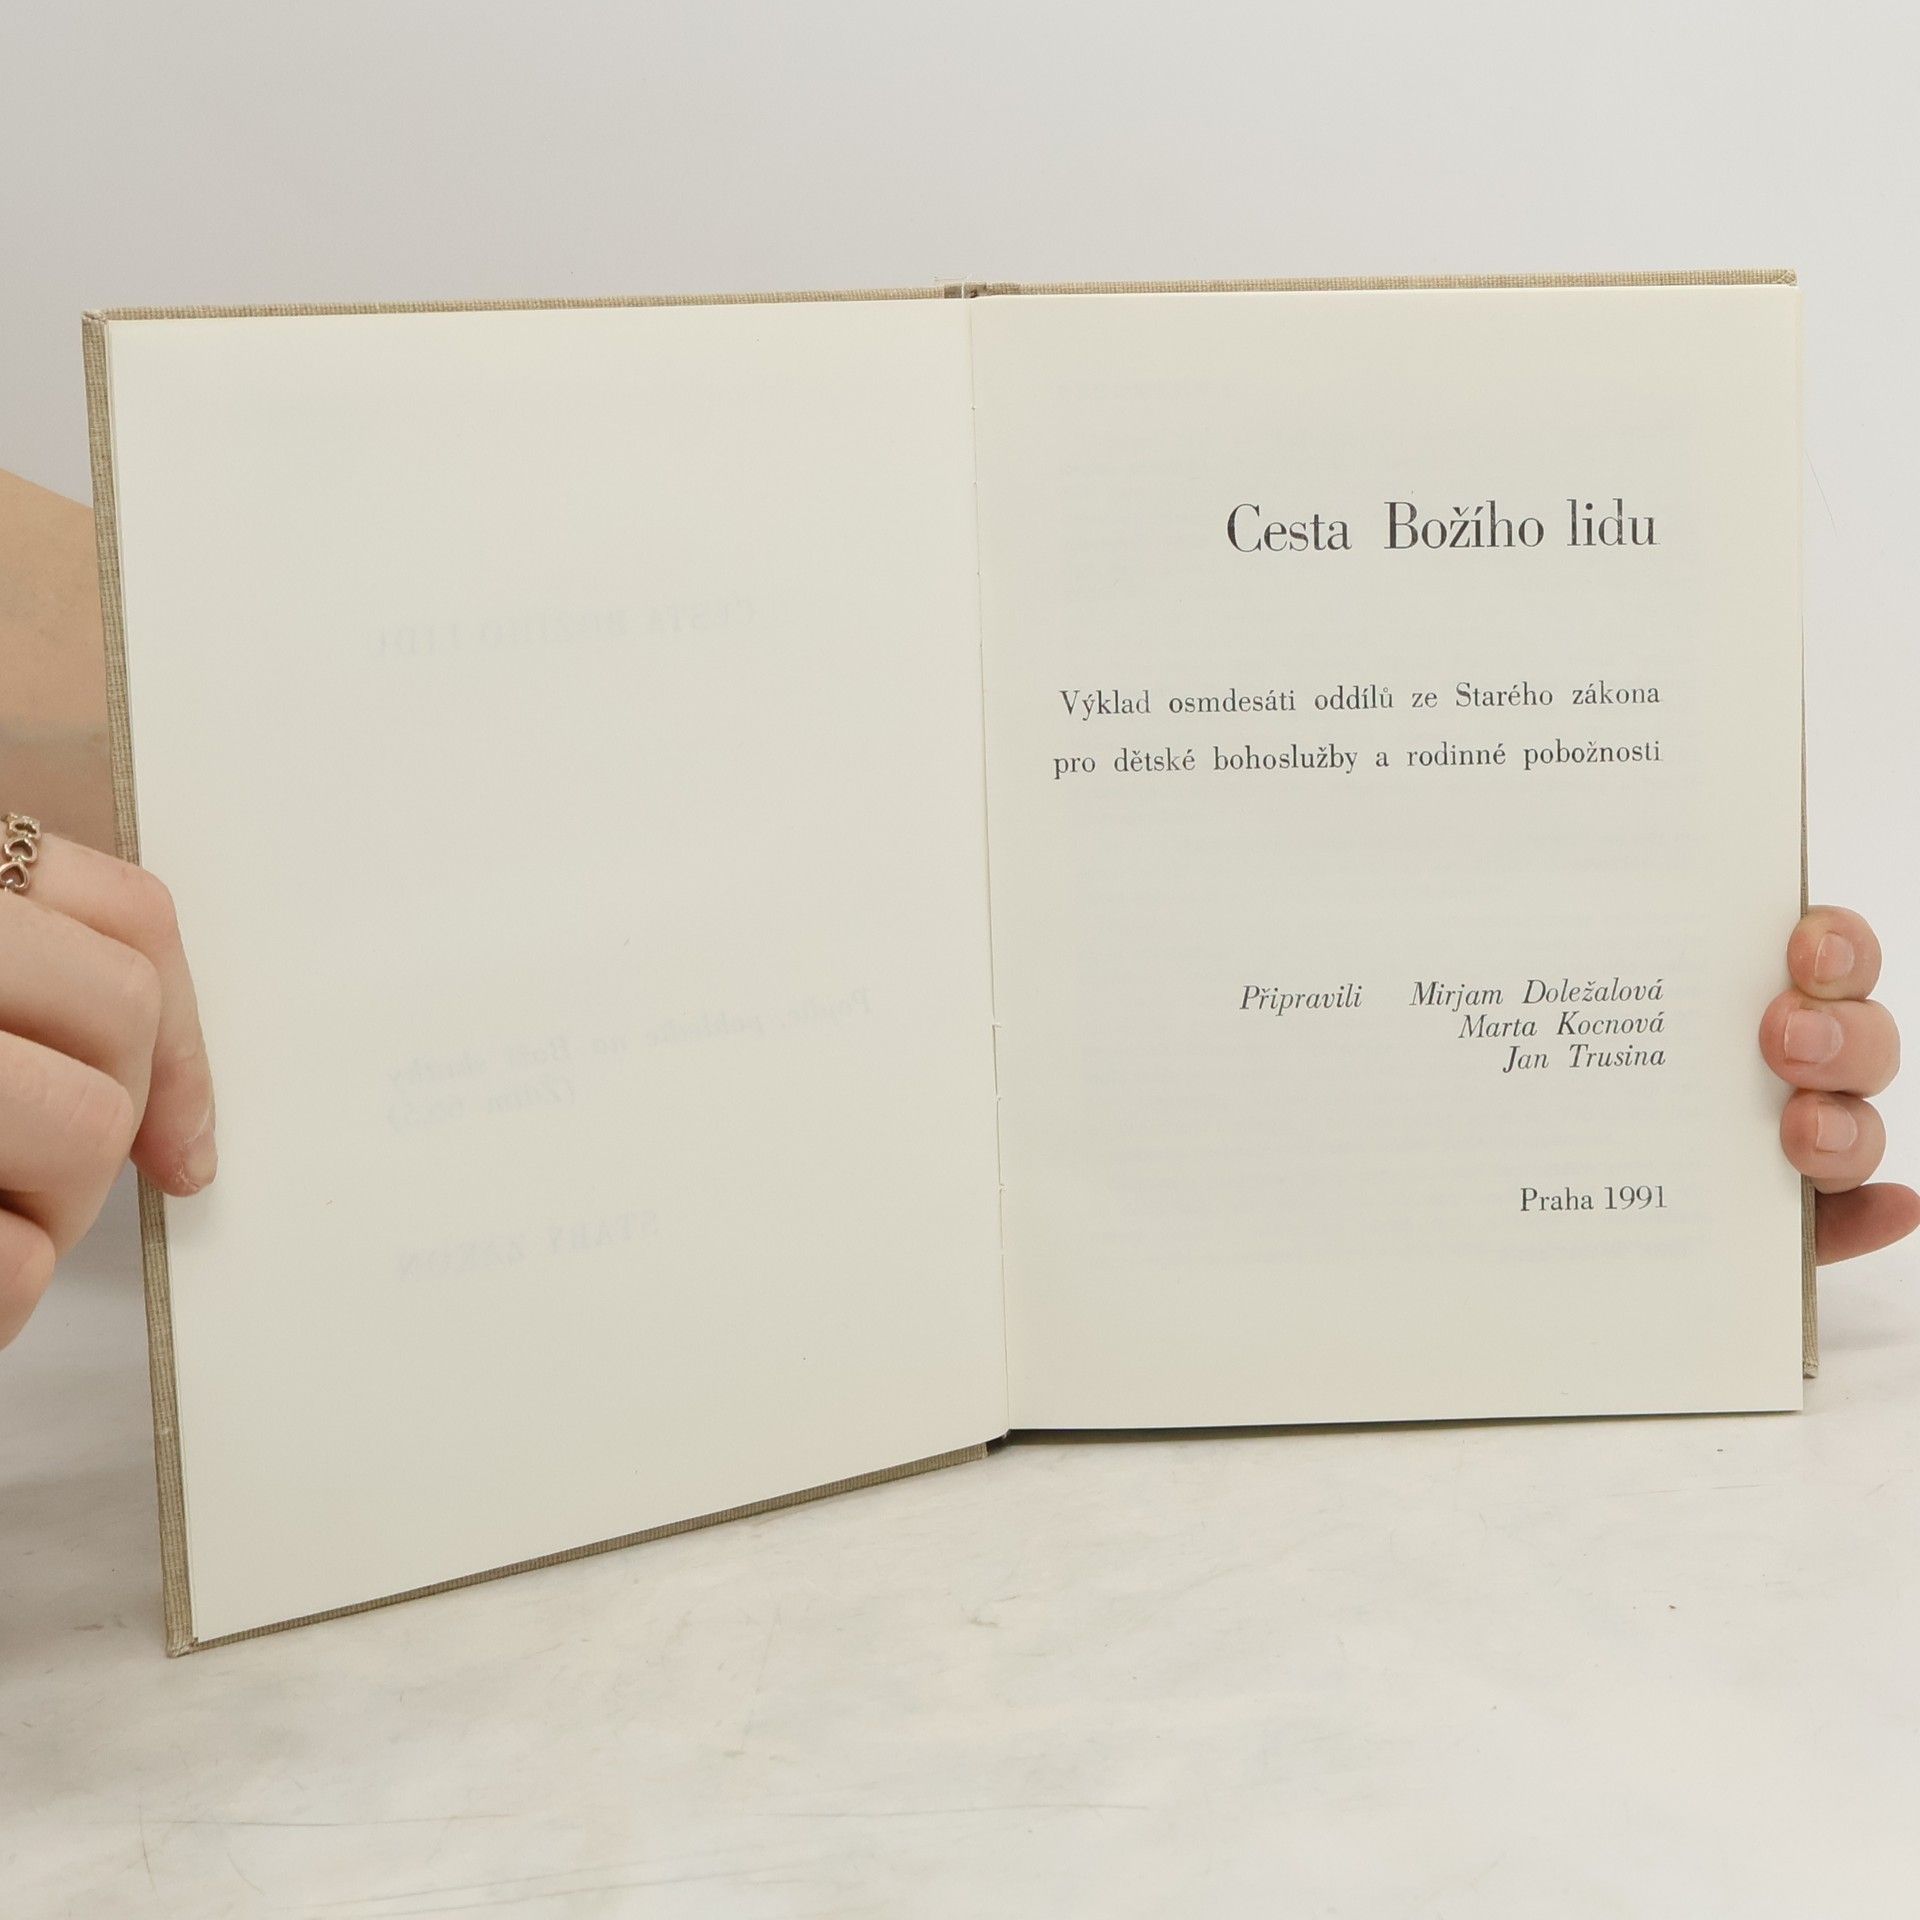 Cesta Božího lidu
Výklad osmdesáti oddílů ze Starého zákona
pro dětské bohoslužby a rodinné pobožnosti
Připravili Mirjam Doležalová
Marta Kocnová
Jan Trusina
Praha 1991